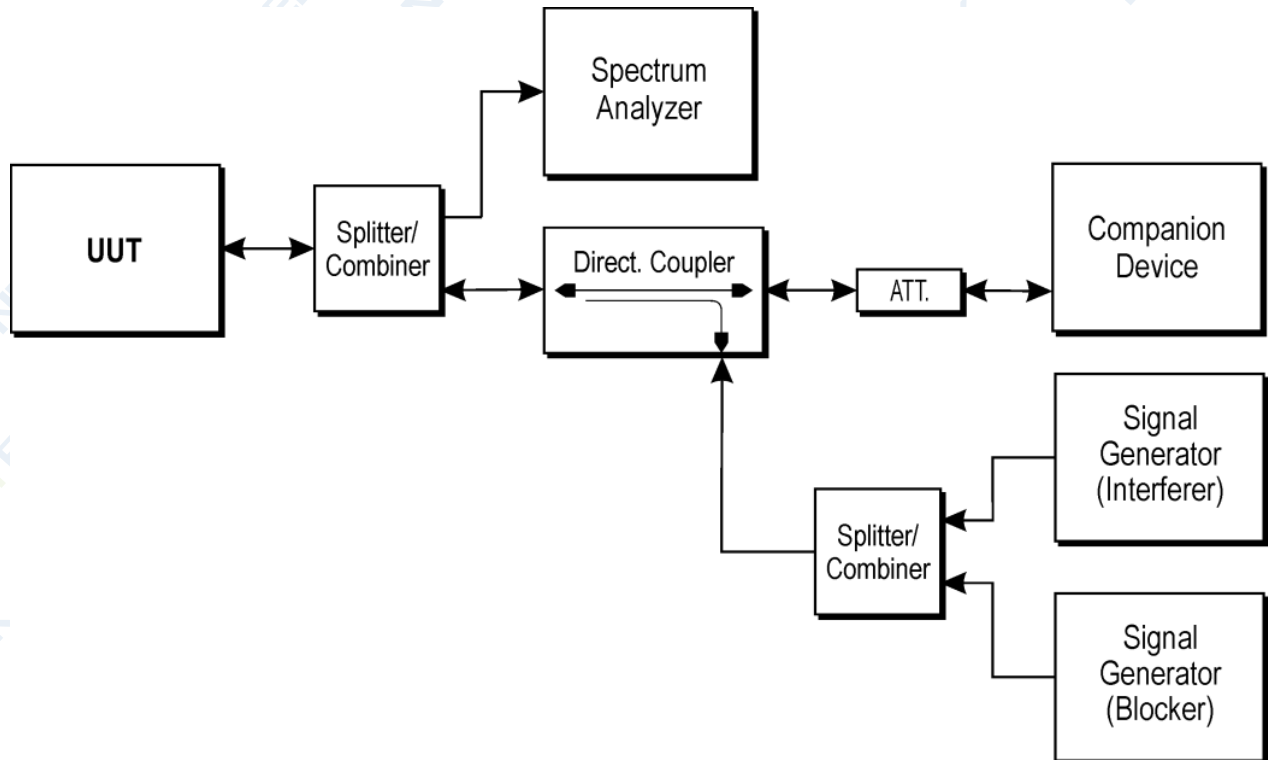 Spectrum
Analyzer
UUT
Splitter/
Combiner
Direct. Coupler
ATT.
Companion
Device
Signal
Generator
(Interferer)
Splitter/
Combiner
Signal
Generator
(Blocker)